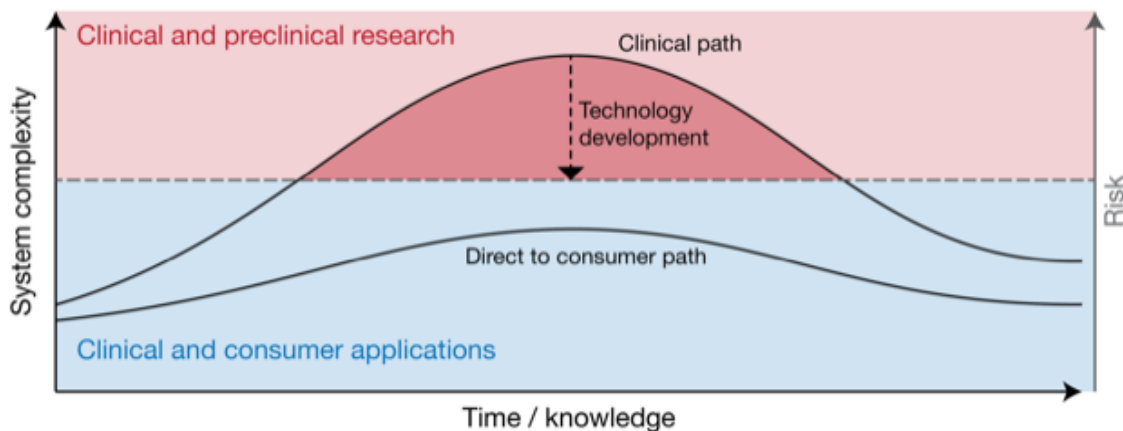 Clinical and preclinical research
Clinical path
Technology
development
System complexity
Risk
Direct to consumer path
Clinical and consumer applications
Time / knowledge